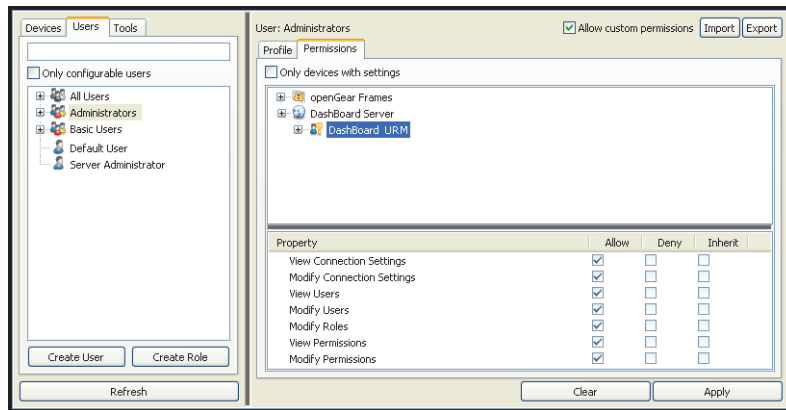 Devices Users Tools
Only configurable users
All Users
Administrators
Basic Users
Default User
Server Administrator
Create User Create Role
Refresh
User: Administrators Allow custom permissions Import Export
Profile Permissions
Only devices with settings
openGear Frames
DashBoard Server
DashBoard URM
Property Allow Deny Inherit
View Connection Settings
Modify Connection Settings
View Users
Modify Users
Modify Roles
View Permissions
Modify Permissions
Clear Apply